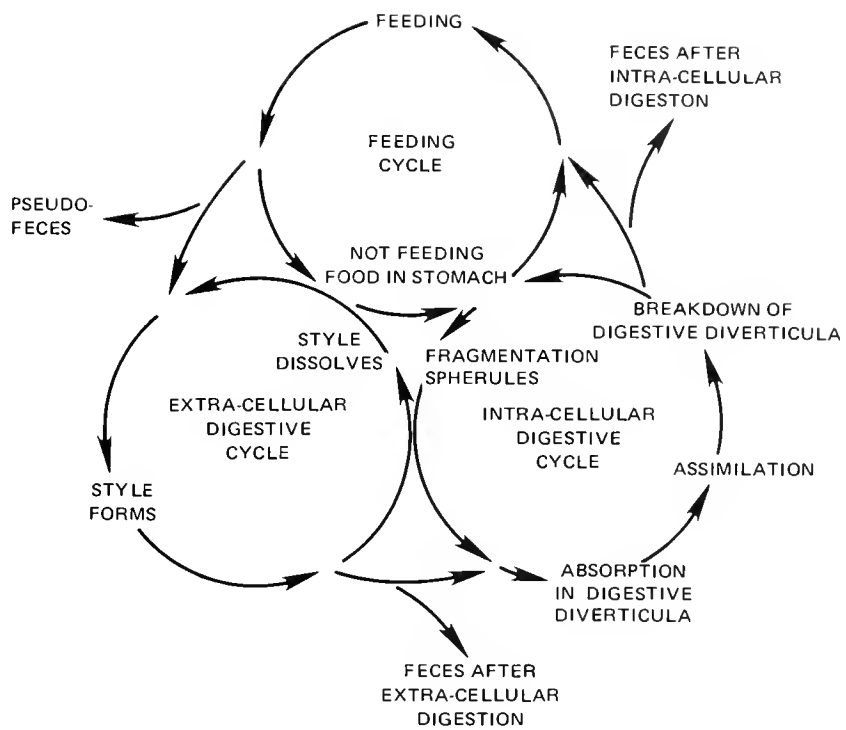 FEEDING
FECES AFTER
INTRA-CELLULAR
DIGESTON
FEEDING
CYCLE
PSEUDO-
FECES
NOT FEEDING
FOOD IN STOMACH
BREAKDOWN OF
DIGESTIVE DIVERTICULA
STYLE
DISSOLVES
FRAGMENTATION
SPHERULES
EXTRA-CELLULAR
DIGESTIVE
CYCLE
INTRA-CELLULAR
DIGESTIVE
CYCLE
ASSIMILATION
STYLE
FORMS
ABSORPTION
IN DIGESTIVE
DIVERTICULA
FECES AFTER
EXTRA-CELLULAR
DIGESTION